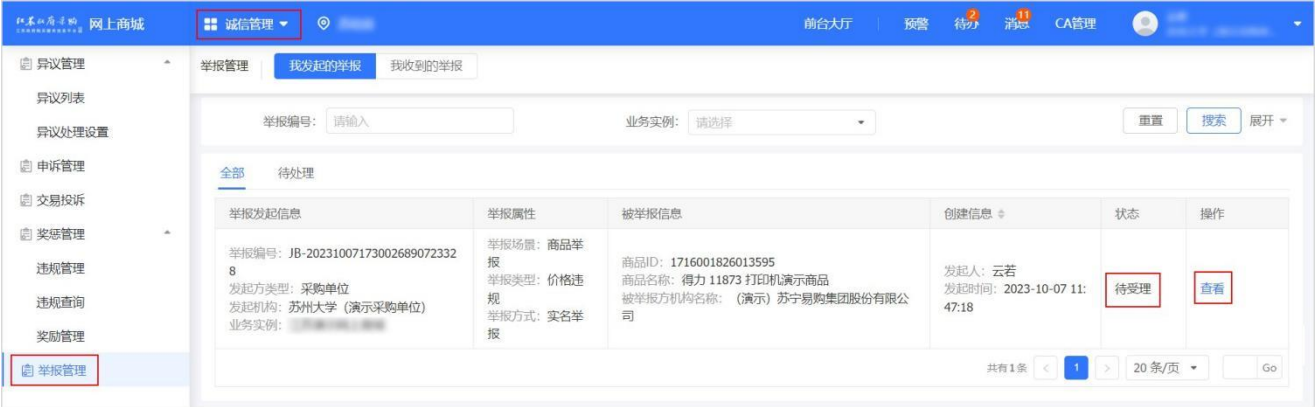 江苏政府采购 网上商城 诚信管理 前台大厅 预警 待办 2 消息 11 CA管理
异议管理
异议列表
异议处理设置
申诉管理
交易投诉
奖惩管理
违规管理
违规查询
奖励管理
举报管理
举报管理 我发起的举报 我收到的举报
举报编号: 请输入 业务实例: 请选择 重置 搜索 展开
全部 待处理
举报发起信息 举报属性 被举报信息 创建信息 状态 操作
举报编号: JB-20231007173002689072332
8
发起方类型: 采购单位
发起机构: 苏州大学（演示采购单位）
业务实例:
举报场景: 商品举
报
举报类型: 价格违
规
举报方式: 实名举
报
商品ID: 1716001826013595
商品名称: 得力 11873 打印机演示商品
被举报方机构名称: （演示）苏宁易购集团股份有限公
司
发起人: 云若
发起时间: 2023-10-07 11:
47:18
待受理
查看
共有1条 < 1 > 20 条/页 Go